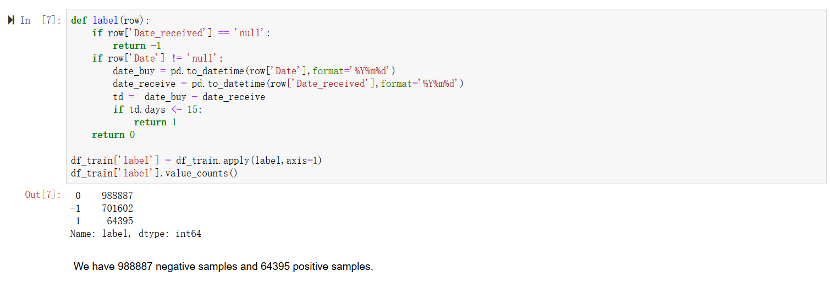 In [7]: def label(row):
    if row['Date_received'] == 'null':
        return -1
    if row['Date'] != 'null':
        date_buy = pd.to_datetime(row['Date'],format='%Y%m%d')
        date_receive = pd.to_datetime(row['Date_received'],format='%Y%m%d')
        td =  date_buy - date_receive
        if td.days <= 15:
            return 1
    return 0

df_train['label'] = df_train.apply(label,axis=1)
df_train['label'].value_counts()
Out[7]: 0    988887
-1    701602
1     64395
Name: label, dtype: int64
We have 988887 negative samples and 64395 positive samples.